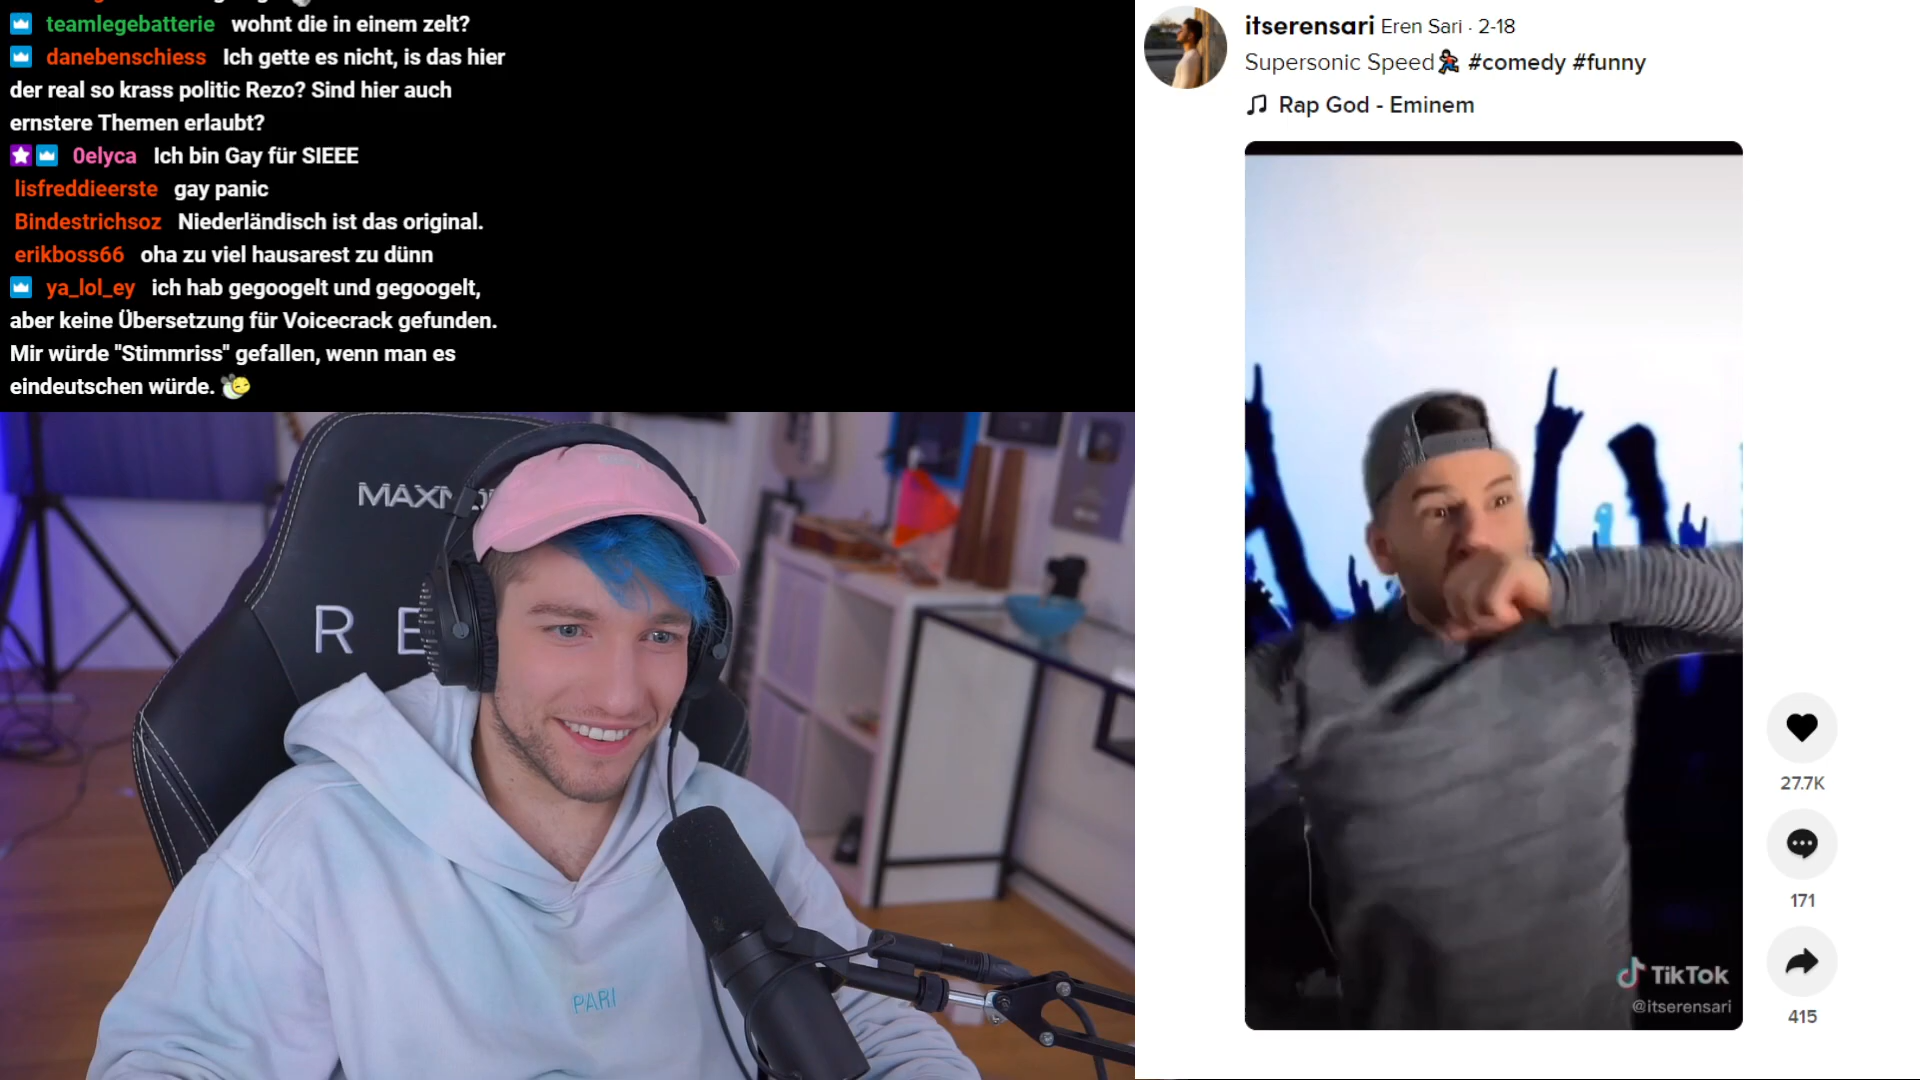 teamlegebatterie wohnt die in einem zelt?
danebenschiess Ich gette es nicht, is das hier
der real so krass politic Rezo? Sind hier auch
ernstere Themen erlaubt?
0elyca Ich bin Gay für SIEEE
lisfreddieerste gay panic
Bindestrichsoz Niederländisch ist das original.
erikboss66 oha zu viel hausarest zu dünn
ya_lol_ey ich hab gegoogelt und gegoogelt,
aber keine Übersetzung für Voicecrack gefunden.
Mir würde "Stimmriss" gefallen, wenn man es
eindeutschen würde.
R E
PARI
itserensari Eren Sari · 2-18
Supersonic Speed #comedy #funny
Rap God - Eminem
TikTok
@itserensari
27.7K
171
415